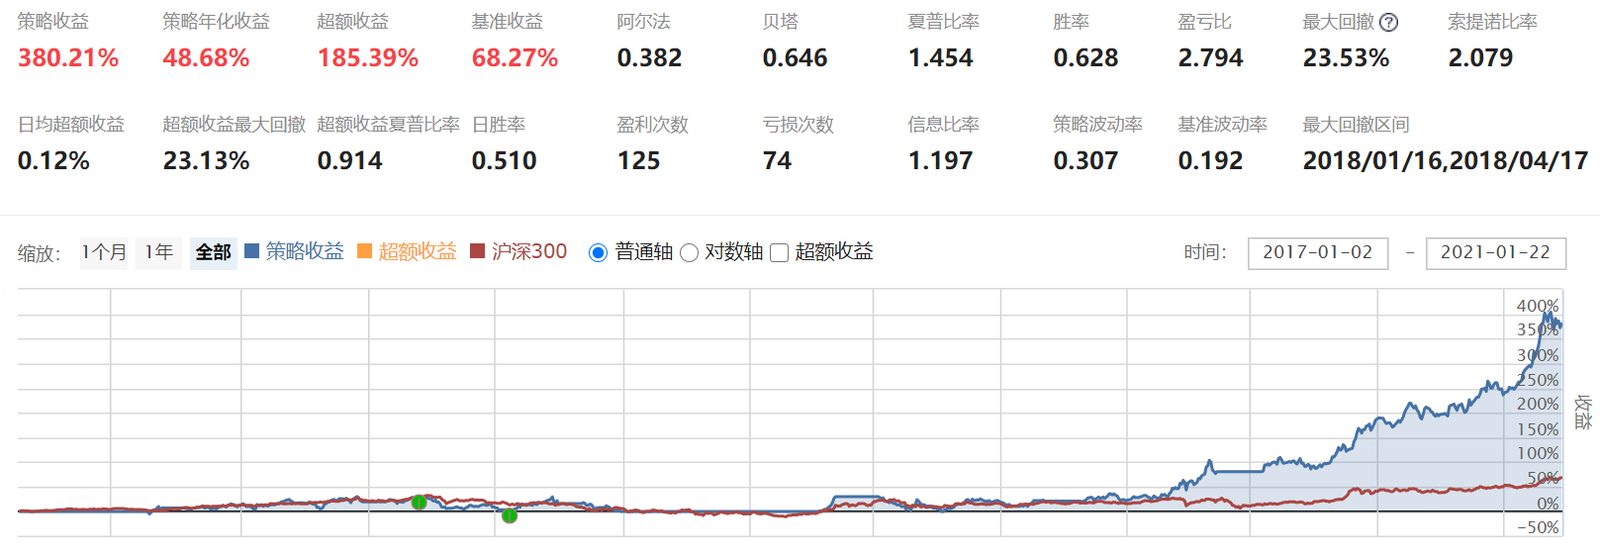 策略收益 策略年化收益 超额收益 基准收益 阿尔法 贝塔 夏普比率 胜率 盈亏比 最大回撤 ? 索提诺比率
380.21% 48.68% 185.39% 68.27% 0.382 0.646 1.454 0.628 2.794 23.53% 2.079
日均超额收益 超额收益最大回撤 超额收益夏普比率 日胜率 盈利次数 亏损次数 信息比率 策略波动率 基准波动率 最大回撤区间
0.12% 23.13% 0.914 0.510 125 74 1.197 0.307 0.192 2018/01/16,2018/04/17
缩放: 1个月 1年 全部 策略收益 超额收益 沪深300 普通轴 对数轴 超额收益 时间: 2017-01-02 – 2021-01-22
400%
350%
300%
250%
200%
150%
100%
50%
0%
-50%
收益